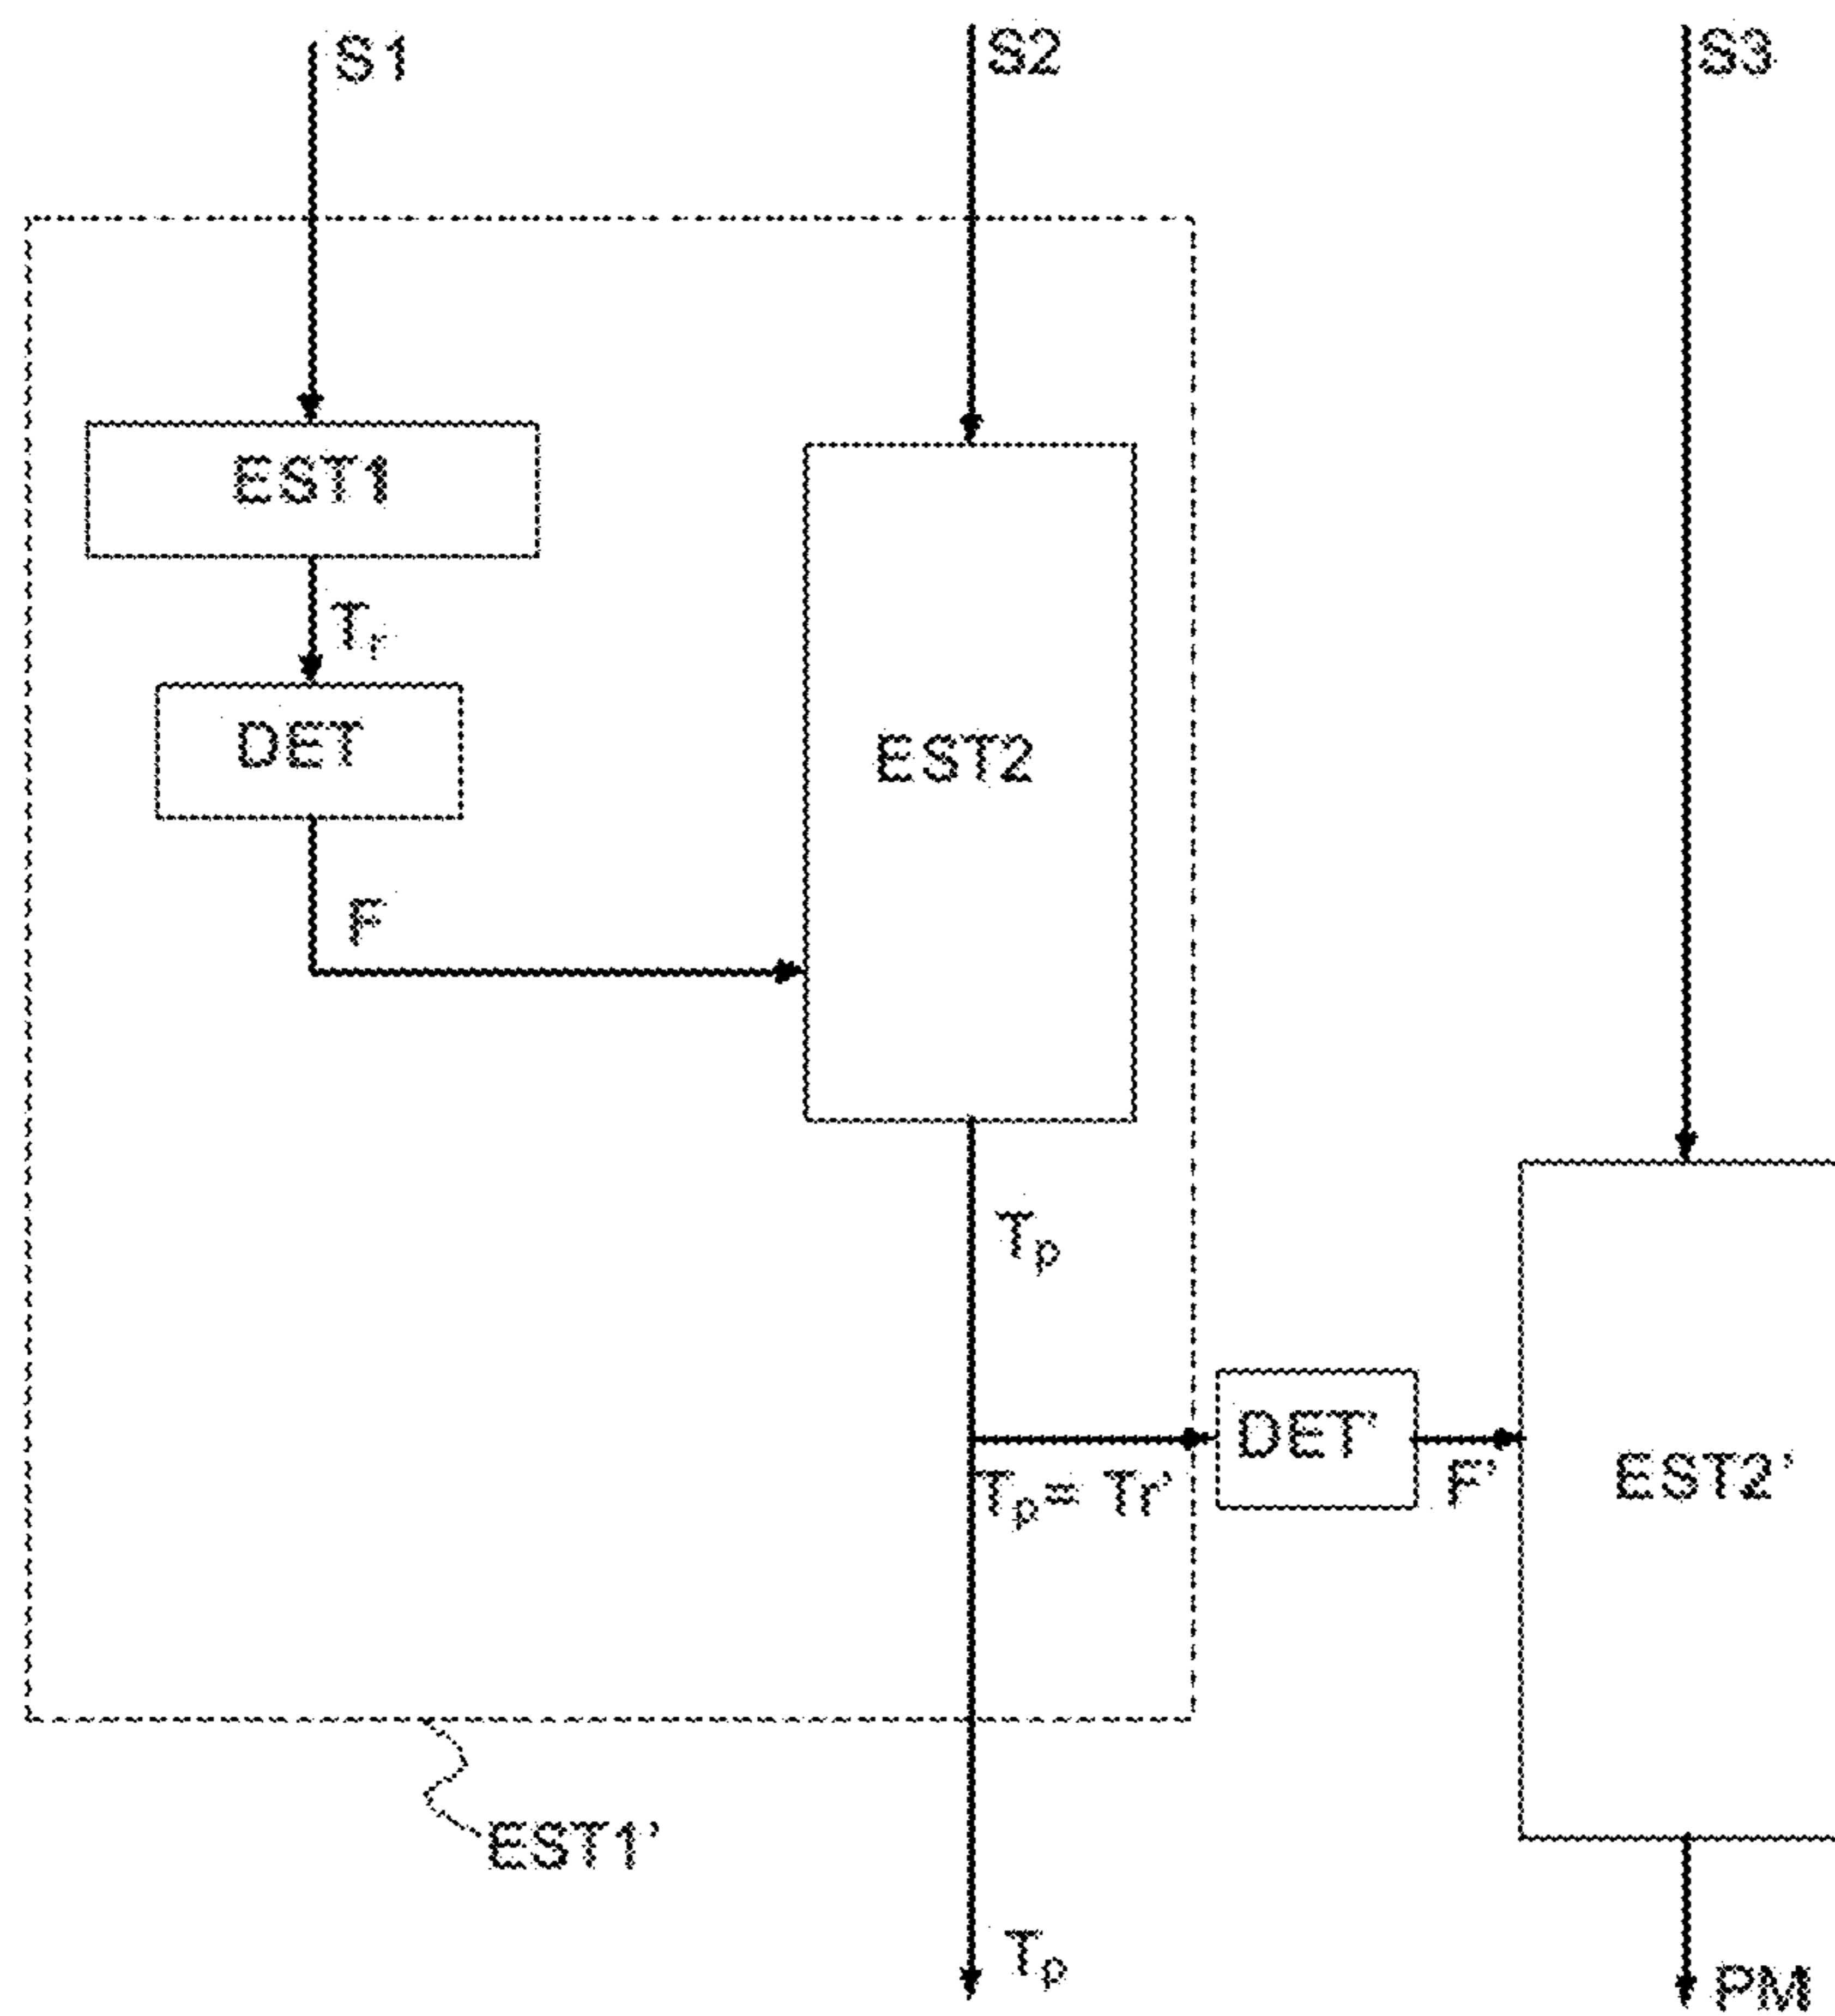 S1
S2
S3
EST1
Tr
DET
EST2
F
Tp
DET'
Tp= Tr'
F'
EST2'
EST1'
Tp
PM